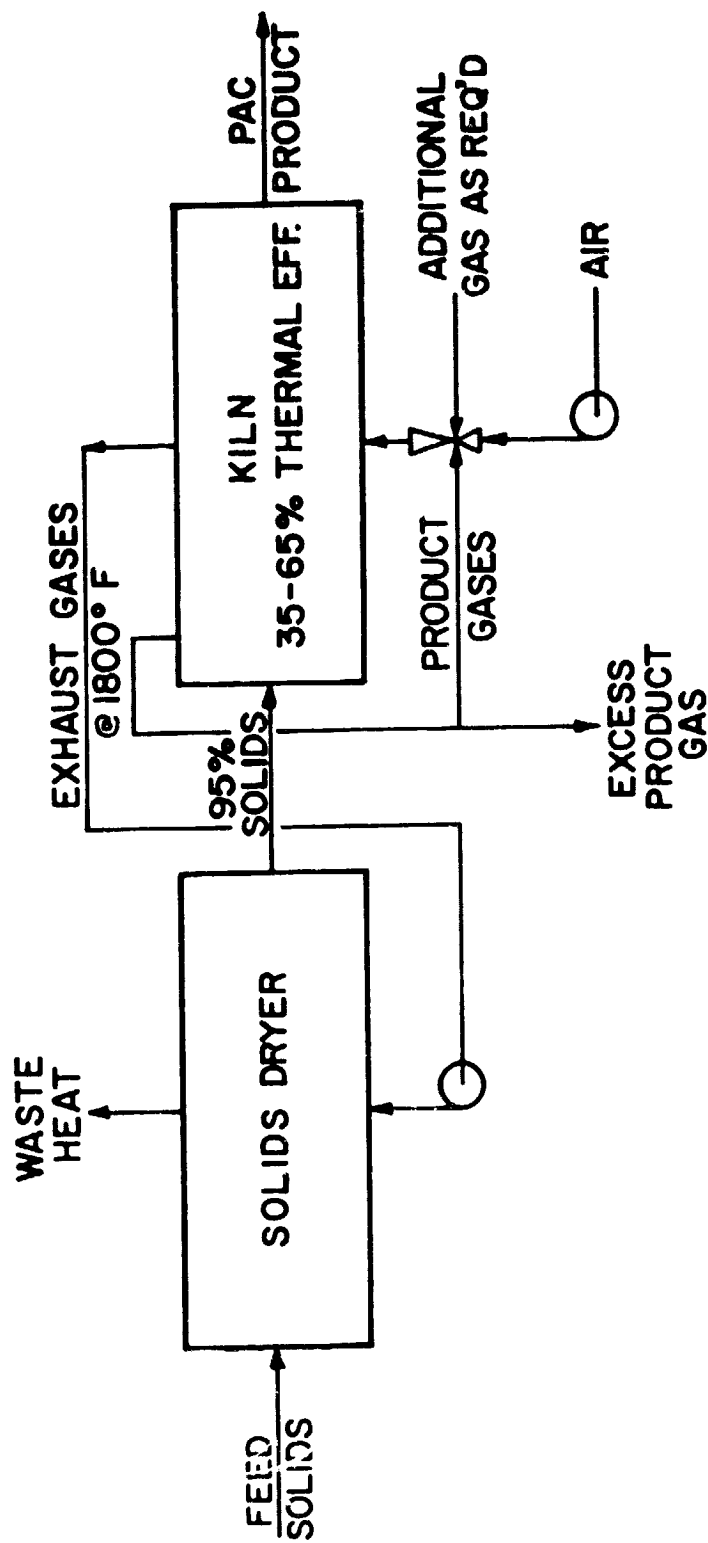 FEED
SOLIDS
WASTE
HEAT
SOLIDS DRYER
EXHAUST GASES
@ 1800° F
95%
SOLIDS
KILN
35-65% THERMAL EFF.
PAC
PRODUCT
PRODUCT
GASES
EXCESS
PRODUCT
GAS
ADDITIONAL
GAS AS REQ'D
AIR